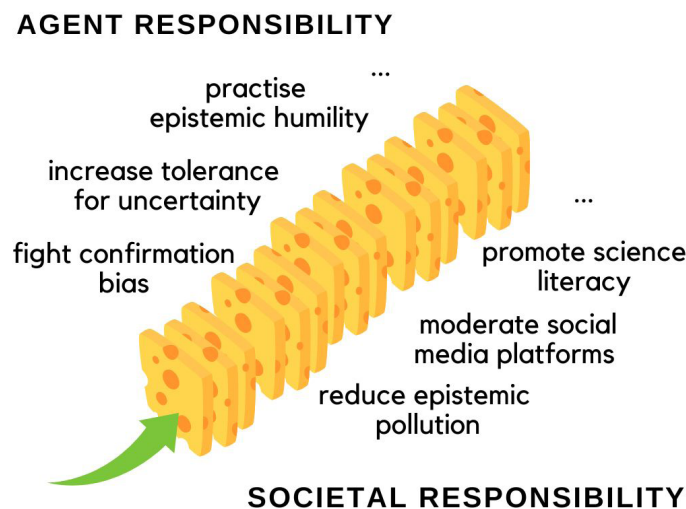 AGENT RESPONSIBILITY
...
practise
epistemic humility
increase tolerance
for uncertainty
fight confirmation
bias
...
promote science
literacy
moderate social
media platforms
reduce epistemic
pollution
SOCIETAL RESPONSIBILITY